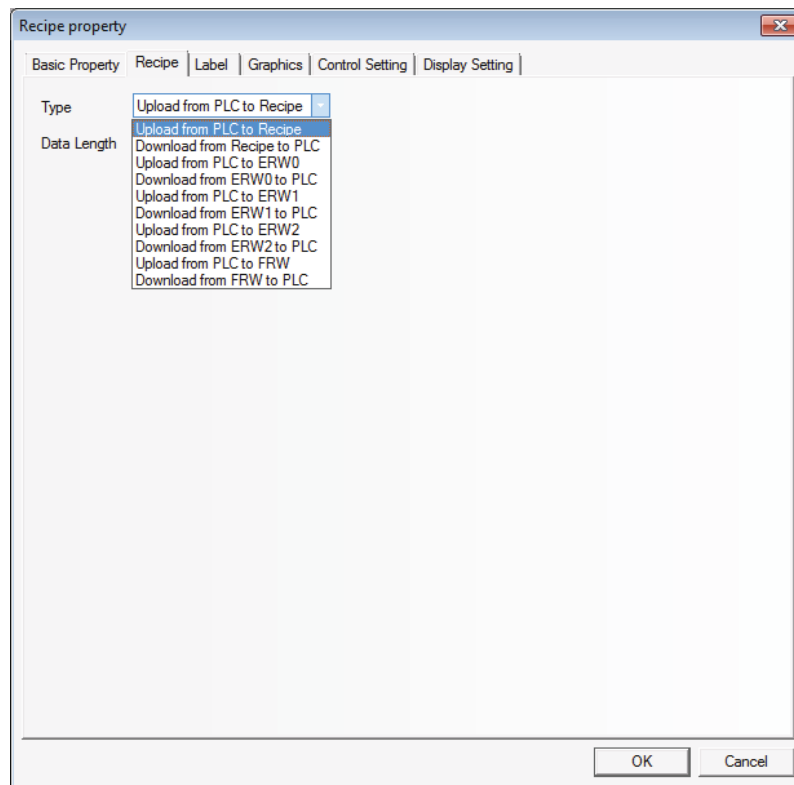 Recipe property
Basic Property Recipe Label Graphics Control Setting Display Setting
Type Upload from PLC to Recipe
Upload from PLC to Recipe
Data Length Download from Recipe to PLC
Upload from PLC to ERW0
Download from ERW0 to PLC
Upload from PLC to ERW1
Download from ERW1 to PLC
Upload from PLC to ERW2
Download from ERW2 to PLC
Upload from PLC to FRW
Download from FRW to PLC
OK Cancel